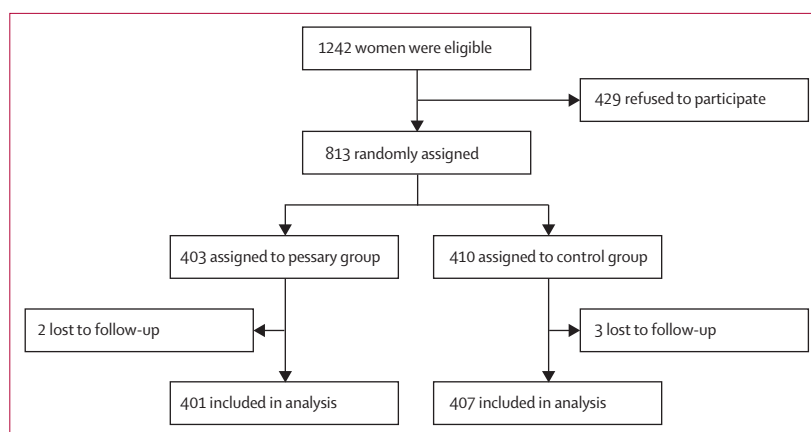 1242 women were eligible
429 refused to participate
813 randomly assigned
403 assigned to pessary group
410 assigned to control group
2 lost to follow-up
3 lost to follow-up
401 included in analysis
407 included in analysis